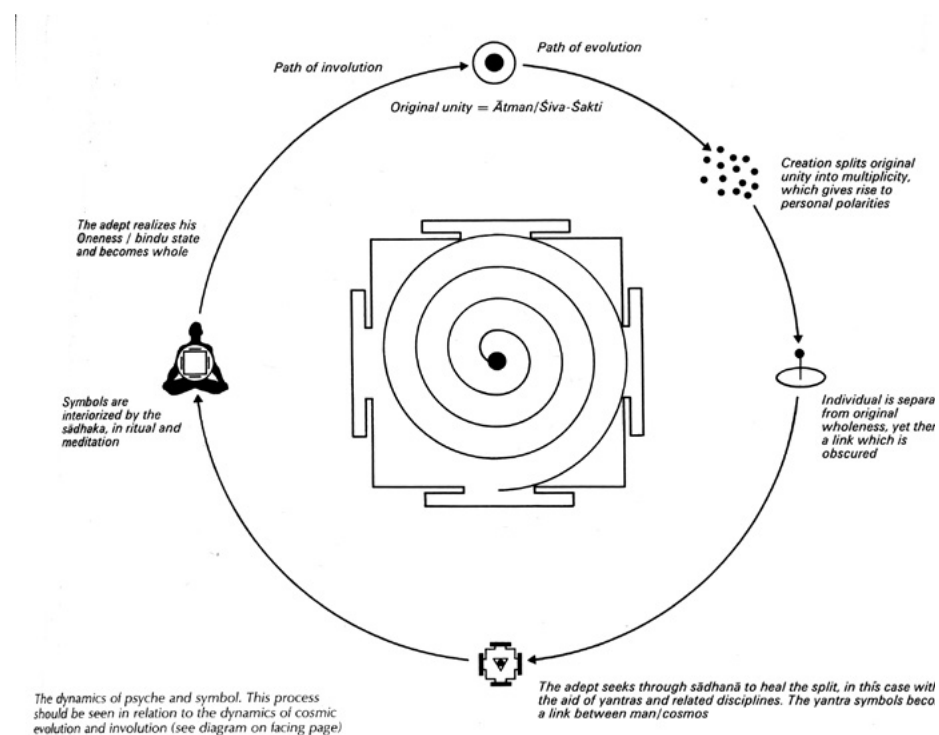 Path of involution
Path of evolution
Original unity = Ātman/Śiva-Śakti
Creation splits original
unity into multiplicity,
which gives rise to
personal polarities
Individual is separa
from original
wholeness, yet ther
a link which is
obscured
The adept seeks through sādhanā to heal the split, in this case with
the aid of yantras and related disciplines. The yantra symbols becom
a link between man/cosmos
Symbols are
interiorized by the
sādhaka, in ritual and
meditation
The adept realizes his
Oneness / bindu state
and becomes whole
The dynamics of psyche and symbol. This process
should be seen in relation to the dynamics of cosmic
evolution and involution (see diagram on facing page)